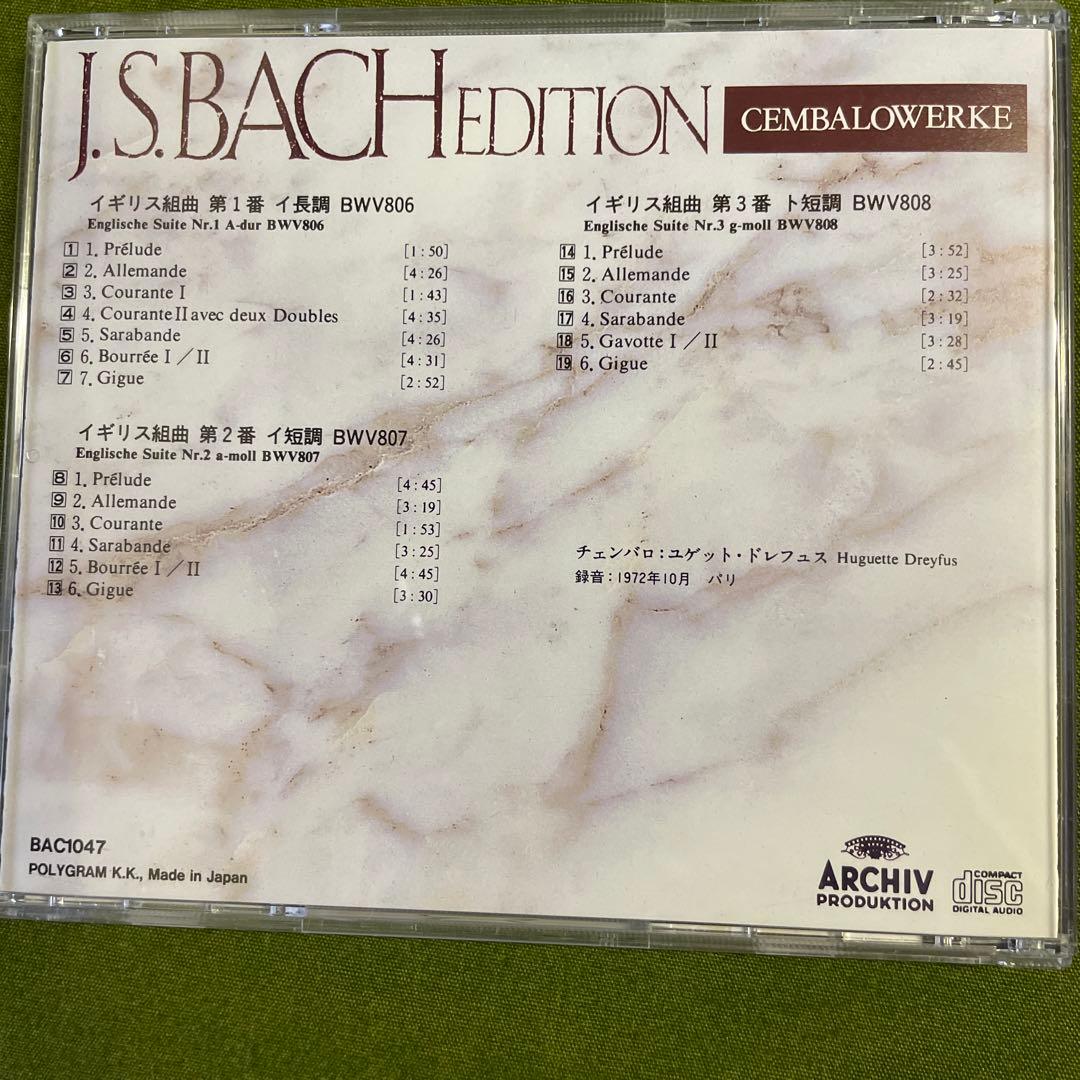 J.S.BACH EDITION CEMBALOWERKE
イギリス組曲 第1番 イ長調 BWV806
Englische Suite Nr.1 A-dur BWV806
1 1. Prélude [1:50]
2 2. Allemande [4:26]
3 3. Courante I [1:43]
4 4. Courante II avec deux Doubles [4:35]
5 5. Sarabande [4:26]
6 6. Bourrée I / II [4:31]
7 7. Gigue [2:52]
イギリス組曲 第2番 イ短調 BWV807
Englische Suite Nr.2 a-moll BWV807
8 1. Prélude [4:45]
9 2. Allemande [3:19]
10 3. Courante [1:53]
11 4. Sarabande [3:25]
12 5. Bourrée I / II [4:45]
13 6. Gigue [3:30]
イギリス組曲 第3番 ト短調 BWV808
Englische Suite Nr.3 g-moll BWV808
14 1. Prélude [3:52]
15 2. Allemande [3:25]
16 3. Courante [2:32]
17 4. Sarabande [3:19]
18 5. Gavotte I / II [3:28]
19 6. Gigue [2:45]
チェンバロ：ユゲット・ドレフュス Huguette Dreyfus
録音：1972年10月 パリ
BAC1047
POLYGRAM K.K., Made in Japan
ARCHIV
PRODUKTION
COMPACT
disc
DIGITAL AUDIO